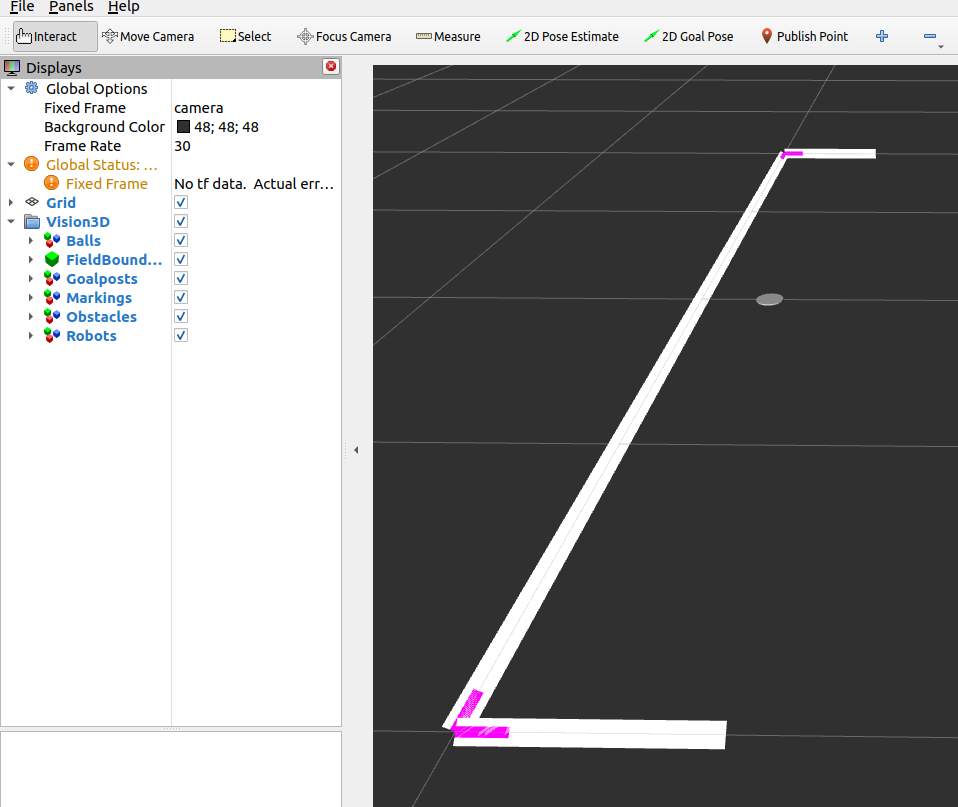 File Panels Help
Interact Move Camera Select Focus Camera Measure 2D Pose Estimate 2D Goal Pose Publish Point
Displays
Global Options
Fixed Frame camera
Background Color 48; 48; 48
Frame Rate 30
Global Status: ...
Fixed Frame No tf data. Actual err...
Grid
Vision3D
Balls
FieldBound...
Goalposts
Markings
Obstacles
Robots